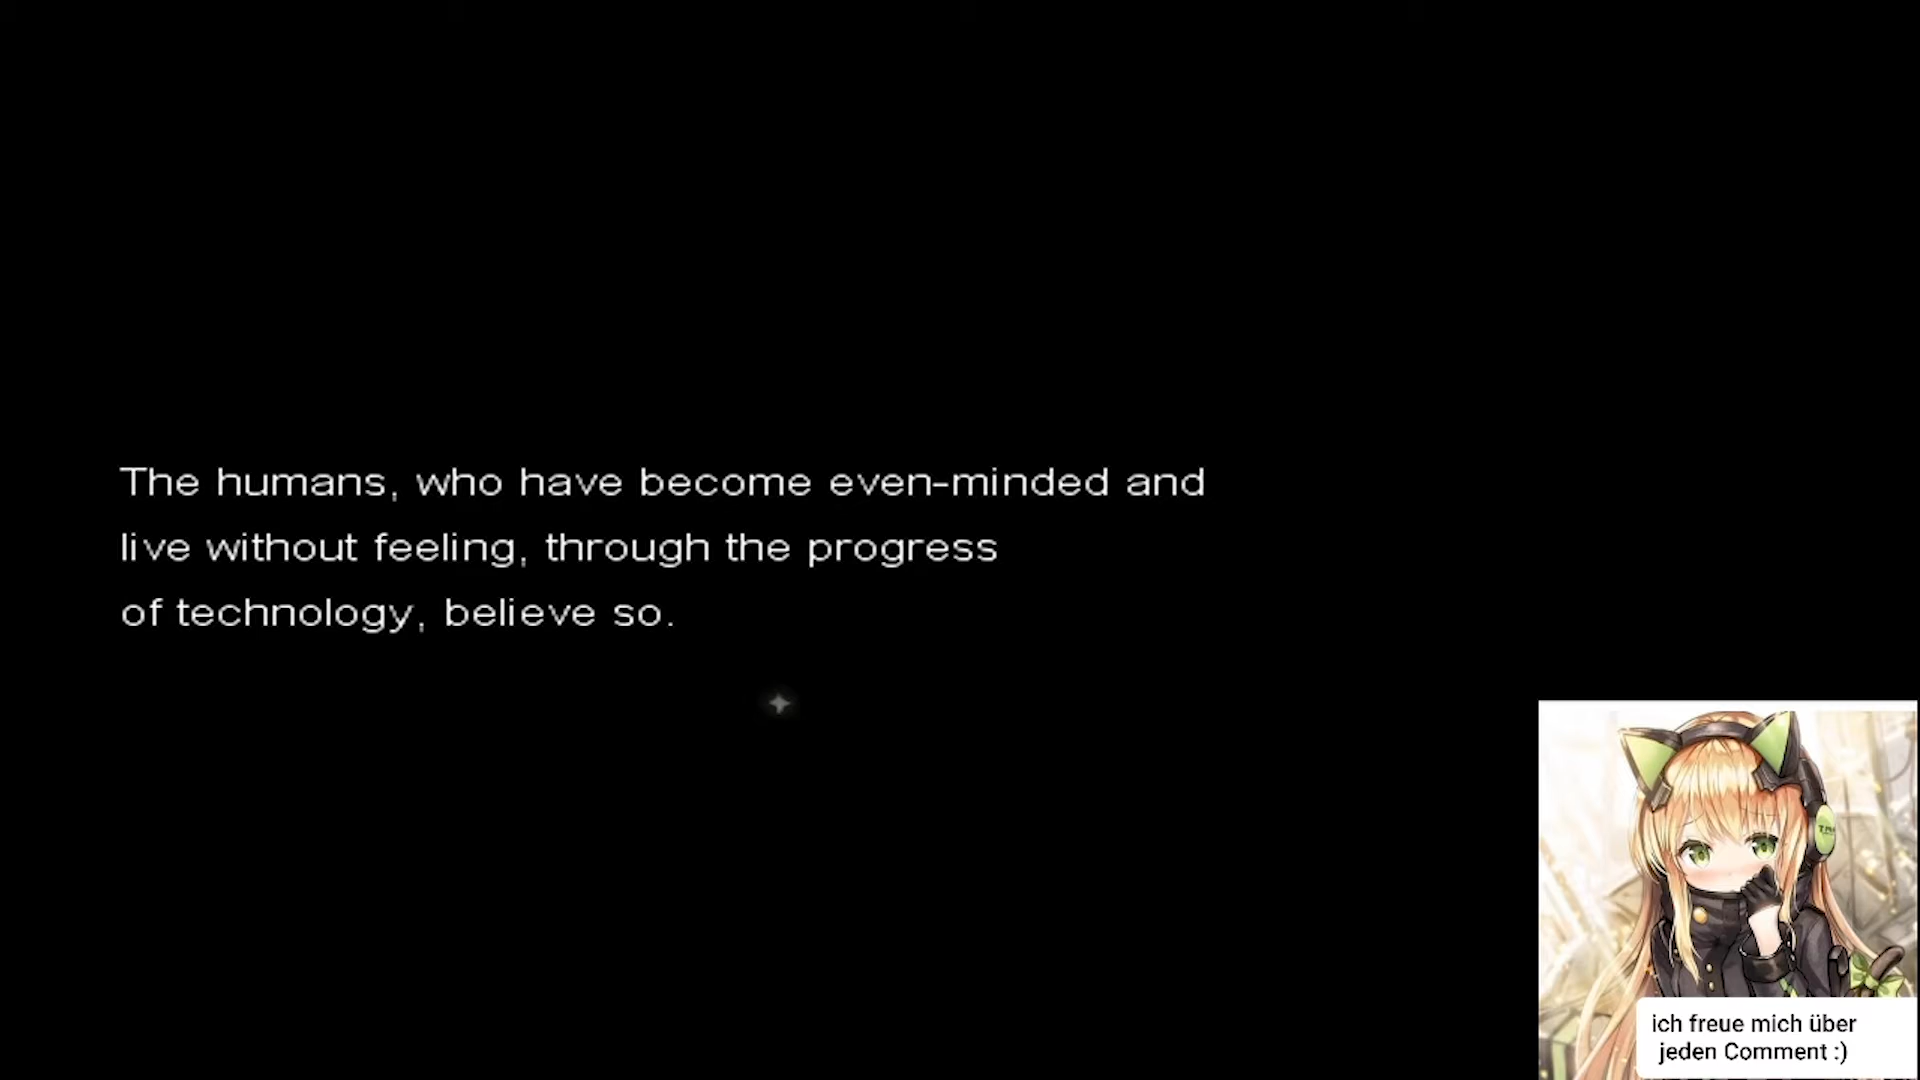 The humans, who have become even-minded and
live without feeling, through the progress
of technology, believe so.
ich freue mich über
jeden Comment :)